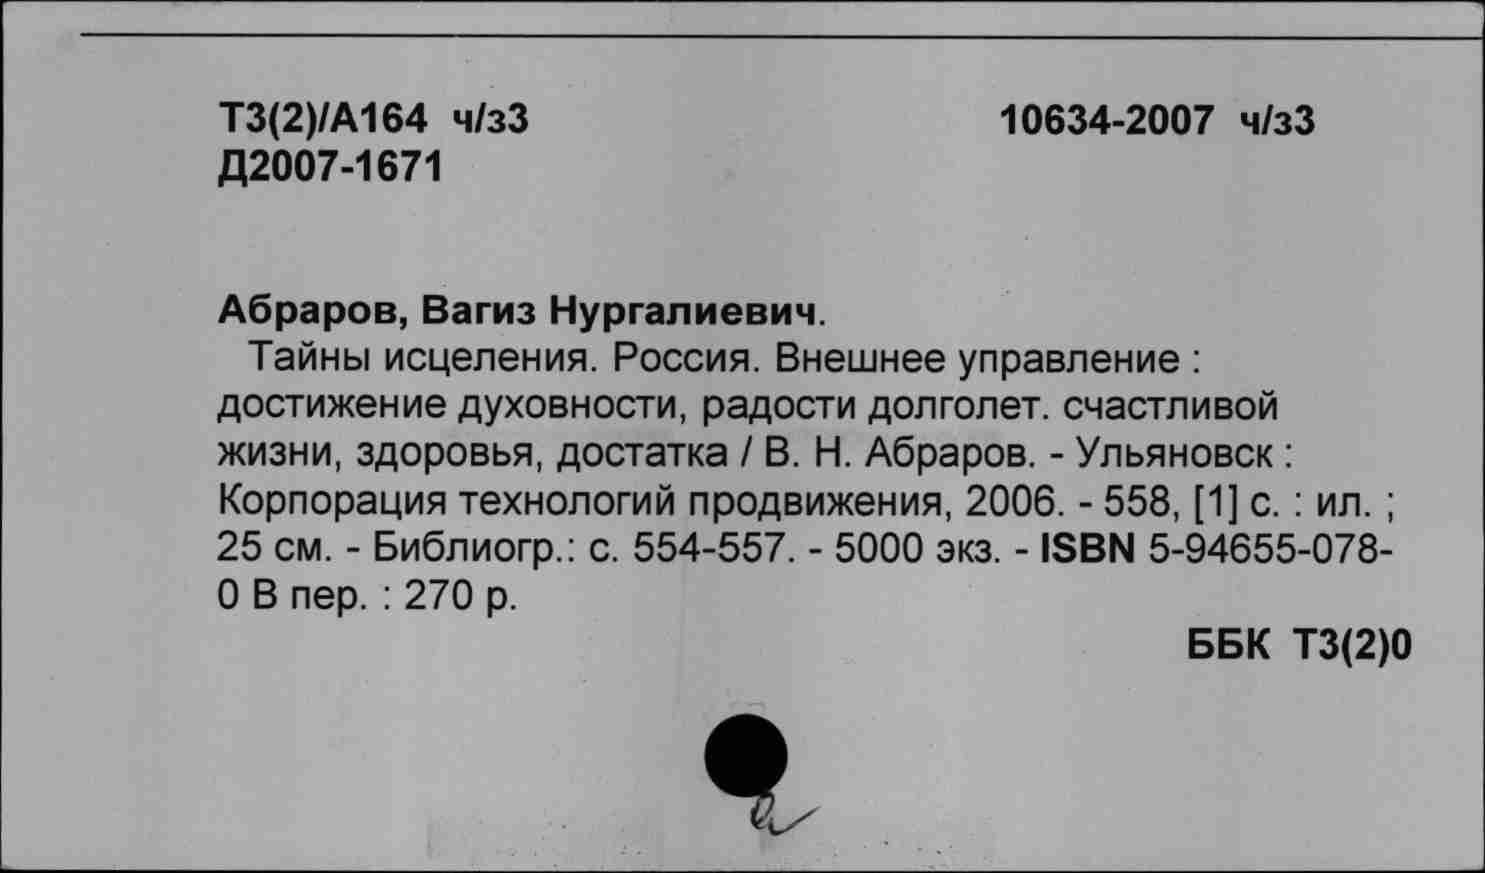 Т3(2)/А164 ч/з3 10634-2007 ч/з3
Д2007-1671
Абраров, Вагиз Нургалиевич.
Тайны исцеления. Россия. Внешнее управление :
достижение духовности, радости долголет. счастливой
жизни, здоровья, достатка / В. Н. Абраров. - Ульяновск :
Корпорация технологий продвижения, 2006. - 558, [1] с. : ил. ;
25 см. - Библиогр.: с. 554-557. - 5000 экз. - ISBN 5-94655-078-
0 В пер. : 270 р.
ББК Т3(2)0